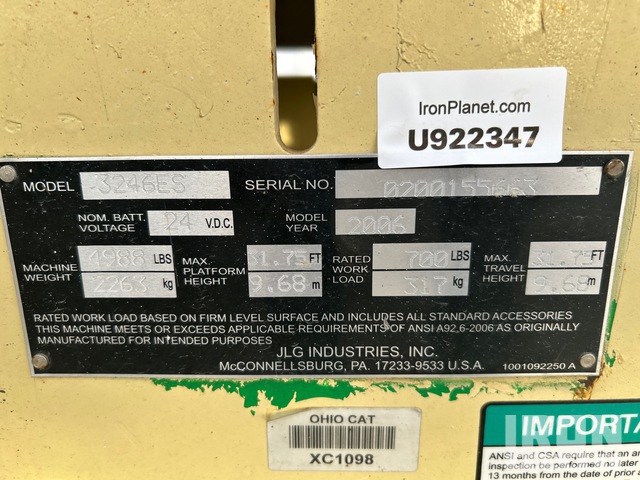 IronPlanet.com
U922347
MODEL 3246ES SERIAL NO. 0200155663
NOM. BATT. VOLTAGE 24 V.D.C. MODEL YEAR 2006
MACHINE WEIGHT 4988 LBS 2263 kg MAX. PLATFORM HEIGHT 31.75 FT 9.68 m RATED WORK LOAD 700 LBS 317 kg MAX. TRAVEL HEIGHT 31.75 FT 9.68 m
RATED WORK LOAD BASED ON FIRM LEVEL SURFACE AND INCLUDES ALL STANDARD ACCESSORIES
THIS MACHINE MEETS OR EXCEEDS APPLICABLE REQUIREMENTS OF ANSI A92,6-2006 AS ORIGINALLY
MANUFACTURED FOR INTENDED PURPOSES
JLG INDUSTRIES, INC.
McCONNELLSBURG, PA. 17233-9533 U.S.A. 1001092250 A
OHIO CAT
XC1098
IMPORTA
ANSI and CSA require that an an
inspection be performed no later
13 months from the date of prior a